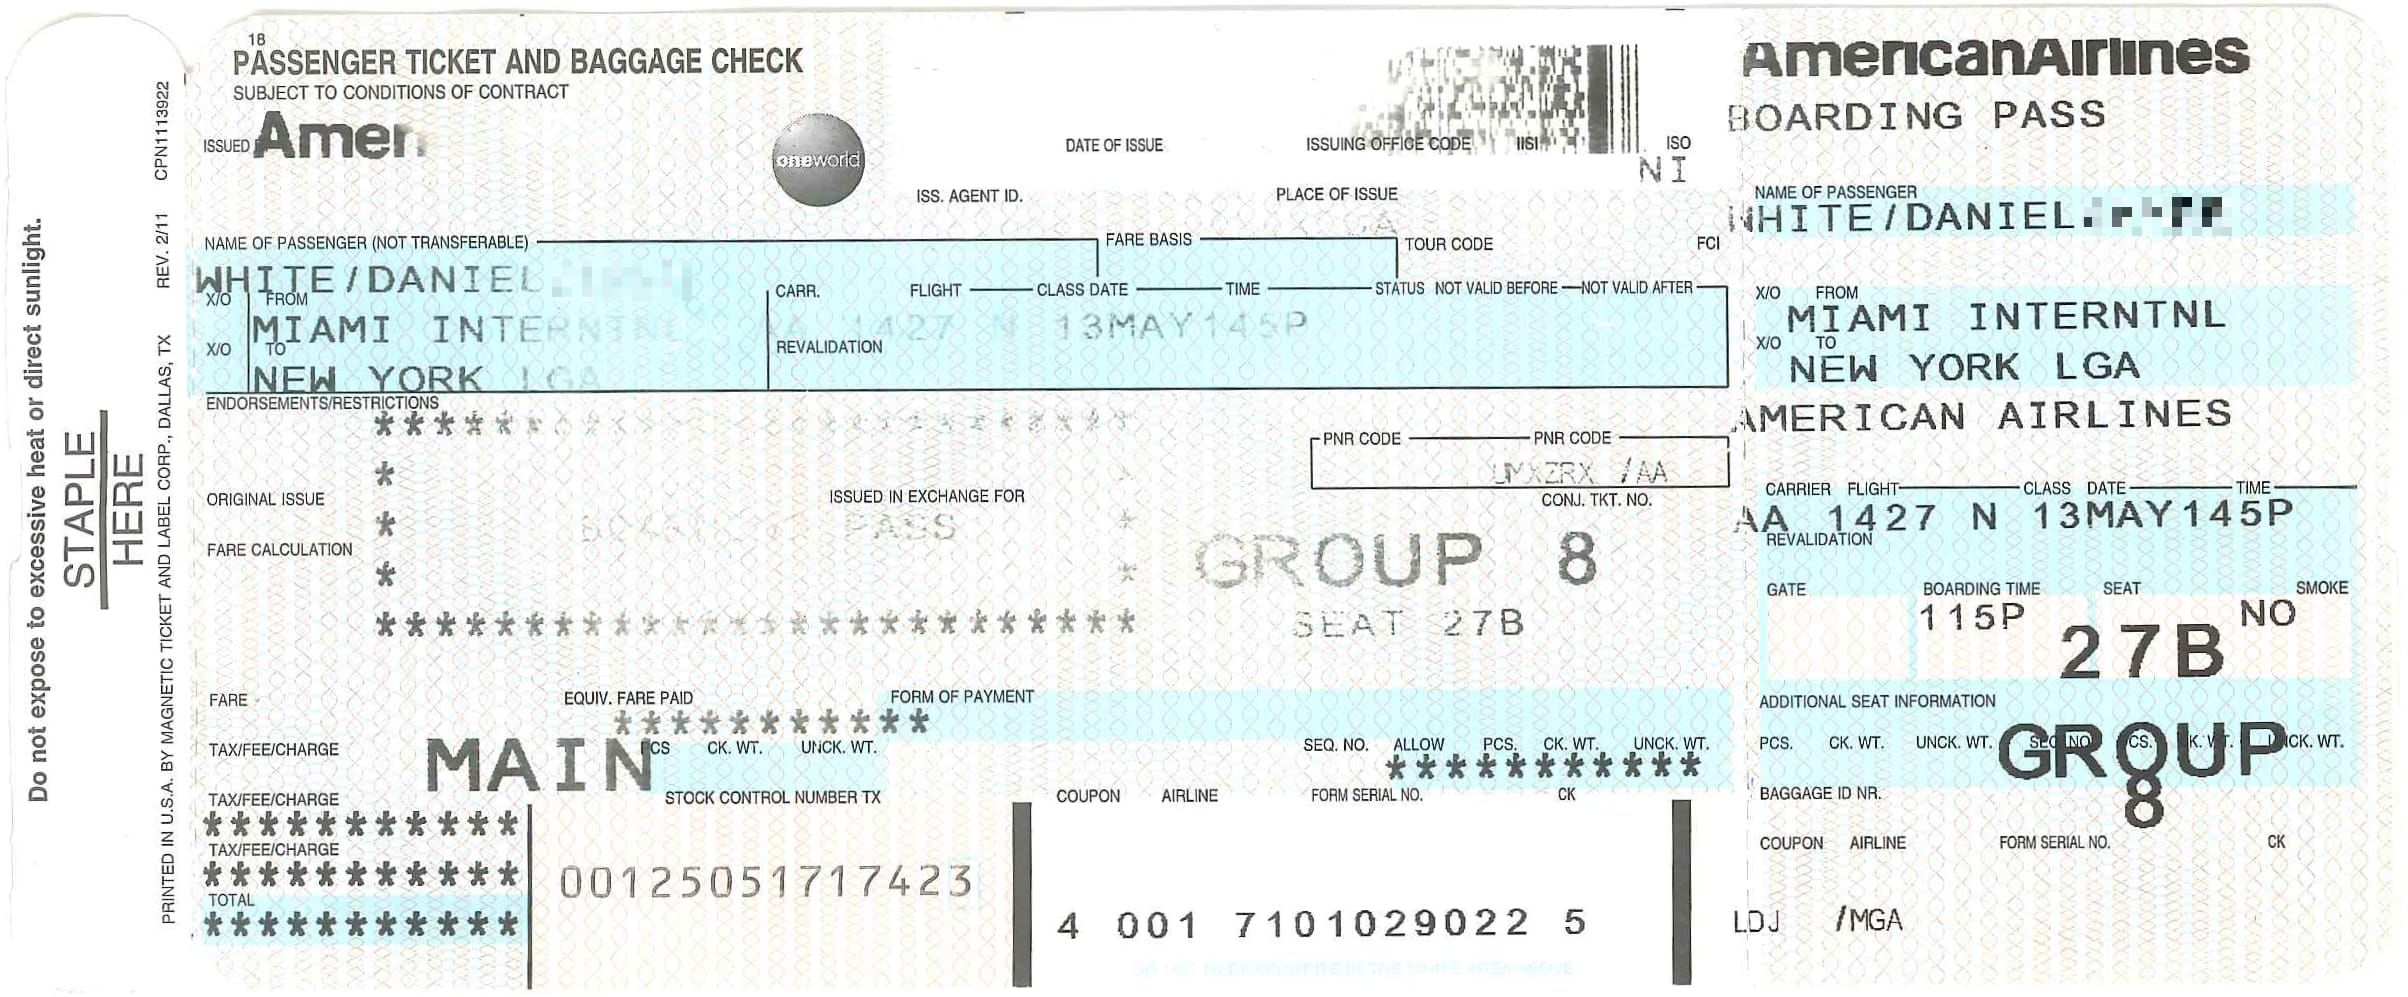 18
PASSENGER TICKET AND BAGGAGE CHECK
SUBJECT TO CONDITIONS OF CONTRACT
ISSUED
oneworld
DATE OF ISSUE ISSUING OFFICE CODE ISO
NI
ISS. AGENT ID. PLACE OF ISSUE
NAME OF PASSENGER (NOT TRANSFERABLE) FARE BASIS TOUR CODE FCI
WHITE/DANIEL
X/O FROM CARR. FLIGHT CLASS DATE TIME STATUS NOT VALID BEFORE NOT VALID AFTER
MIAMI INTERNTNL AA 1427 N 13MAY145P
X/O TO REVALIDATION
NEW YORK LGA
ENDORSEMENTS/RESTRICTIONS
**************************
PNR CODE PNR CODE
* *
UMXZRX /AA
ORIGINAL ISSUE ISSUED IN EXCHANGE FOR CONJ. TKT. NO.
* PASS *
FARE CALCULATION
GROUP 8
* *
**************************
SEAT 27B
FARE EQUIV. FARE PAID FORM OF PAYMENT
***********
TAX/FEE/CHARGE MAIN CK. WT. UNCK. WT. SEQ. NO. ALLOW PCS. CK. WT. UNCK. WT.
***********
TAX/FEE/CHARGE STOCK CONTROL NUMBER TX COUPON AIRLINE FORM SERIAL NO. CK
************
TAX/FEE/CHARGE
************
00125051717423
TOTAL
************
4 001 7101029022 5
DO NOT MARK OR WRITE IN THE WHITE AREA ABOVE
AmericanAirlines
BOARDING PASS
NAME OF PASSENGER
WHITE/DANIEL
X/O FROM
MIAMI INTERNTNL
X/O TO
NEW YORK LGA
AMERICAN AIRLINES
CARRIER FLIGHT CLASS DATE TIME
AA 1427 N 13MAY145P
REVALIDATION
GATE BOARDING TIME SEAT SMOKE
115P 27B NO
ADDITIONAL SEAT INFORMATION
GROUP
PCS. CK. WT. UNCK. WT. SEQ. NO. PCS. CK. WT. UNCK. WT.
8
BAGGAGE ID NR.
COUPON AIRLINE FORM SERIAL NO. CK
LDJ /MGA
Do not expose to excessive heat or direct sunlight.
STAPLE
HERE
PRINTED IN U.S.A. BY MAGNETIC TICKET AND LABEL CORP., DALLAS, TX REV. 2/11 CPN1113922